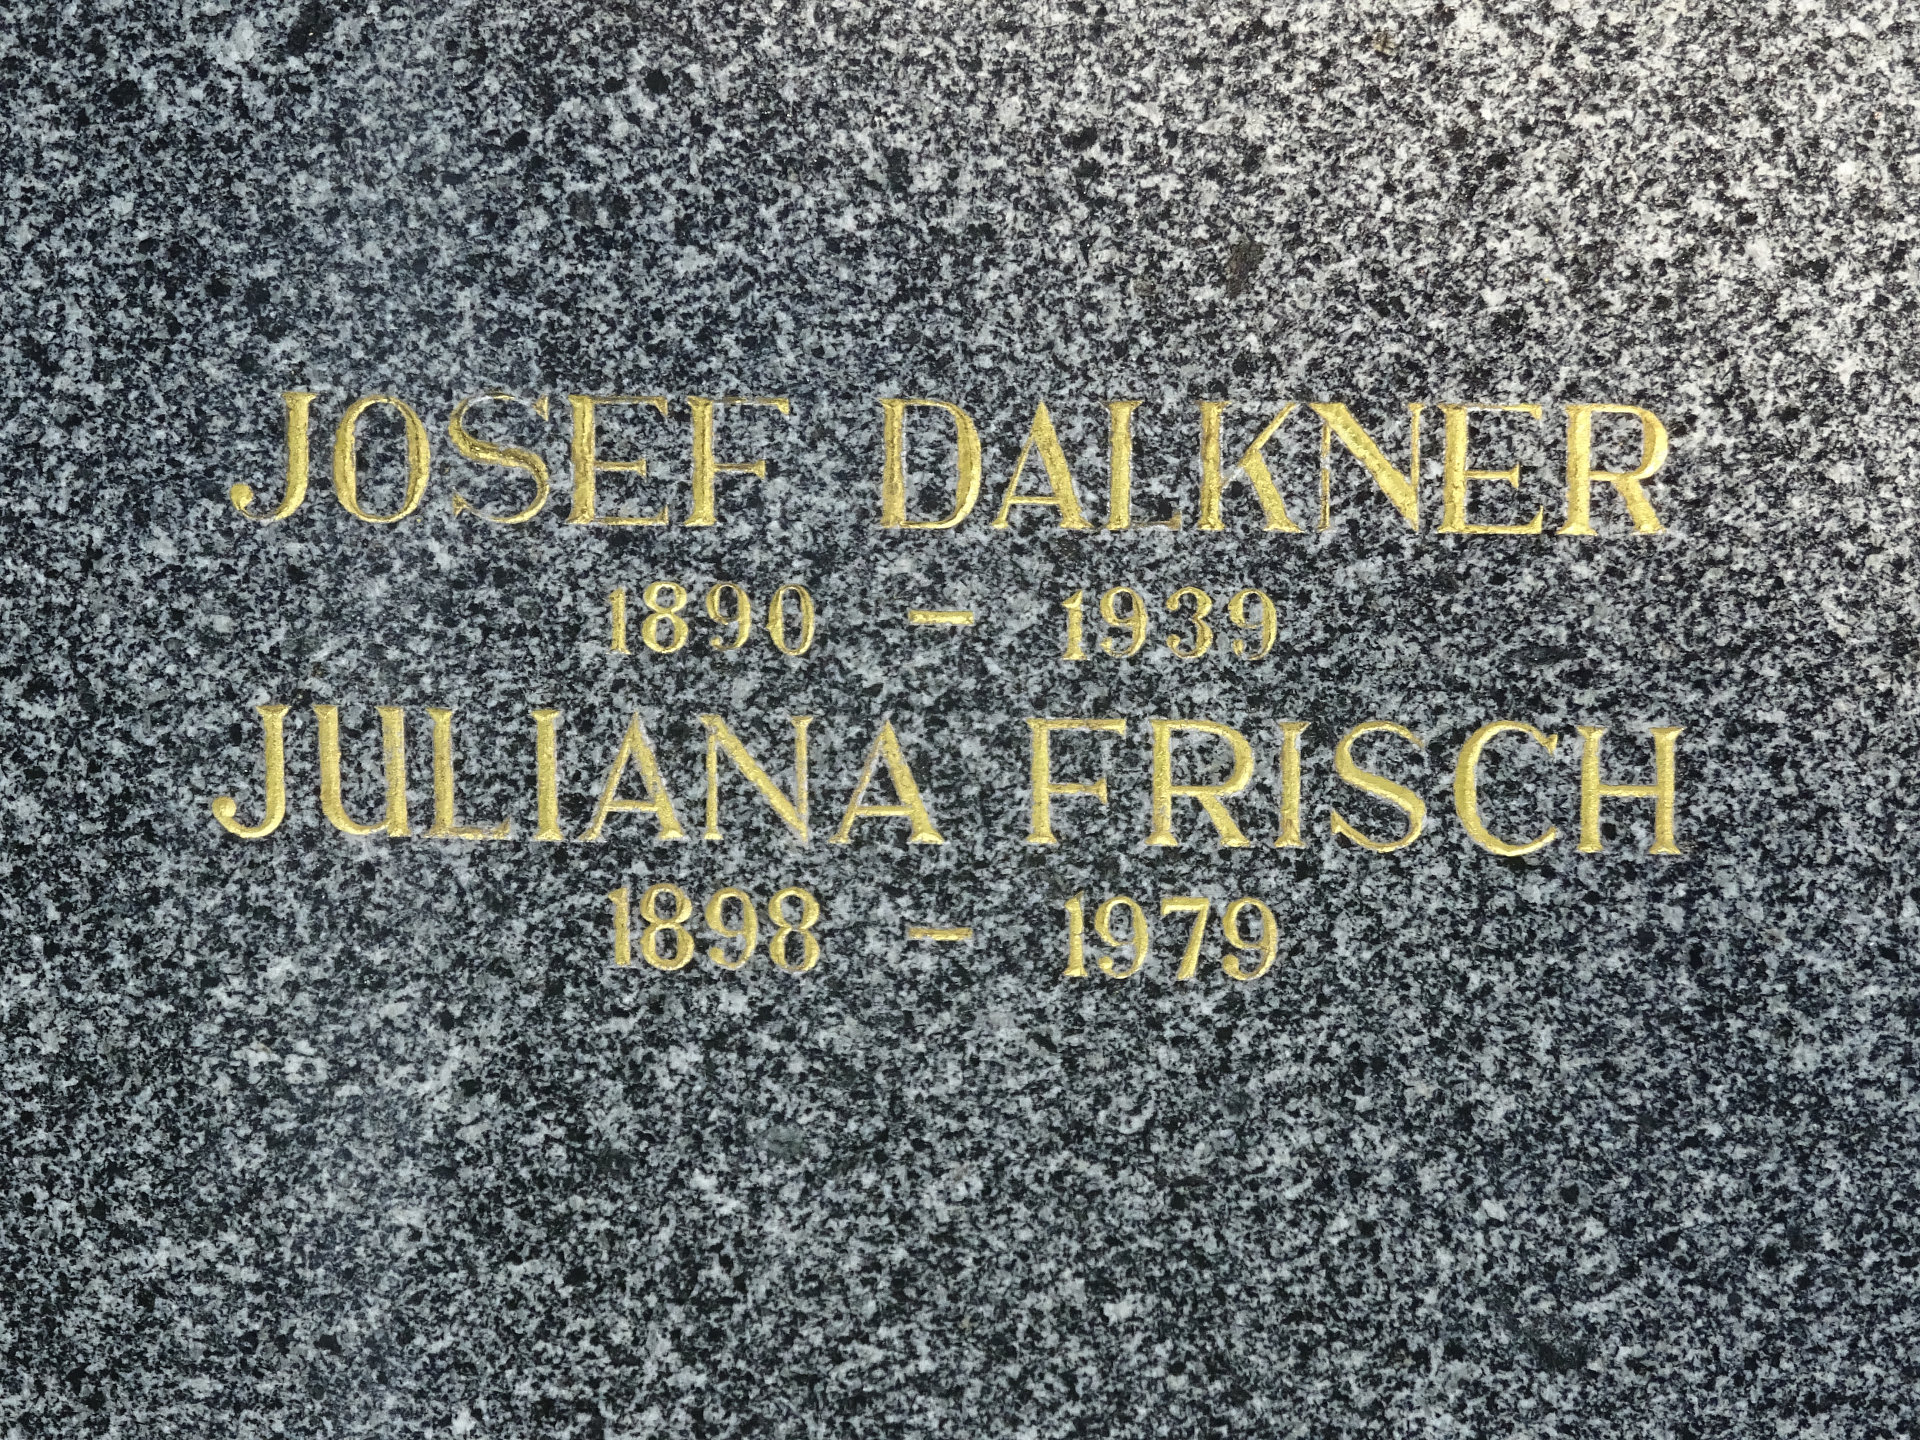 JOSEF DALKNER
1890 – 1939
JULIANA FRISCH
1898 – 1979